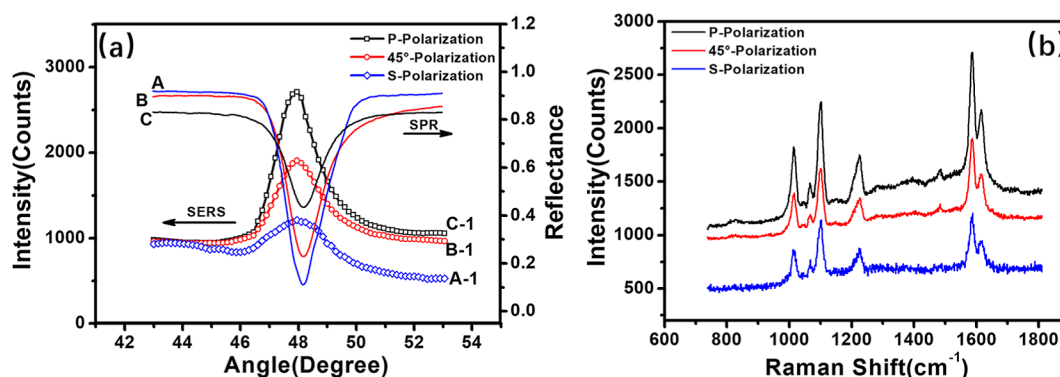 (a)
P-Polarization
45°-Polarization
S-Polarization
A
B
C
SPR
SERS
C-1
B-1
A-1
Intensity(Counts)
3000
2000
1000
0
Reflectance
1.2
1.0
0.8
0.6
0.4
0.2
0.0
42 44 46 48 50 52 54
Angle(Degree)
(b)
P-Polarization
45°-Polarization
S-Polarization
Intensity(Counts)
3000
2500
2000
1500
1000
500
600 800 1000 1200 1400 1600 1800
Raman Shift(cm⁻¹)